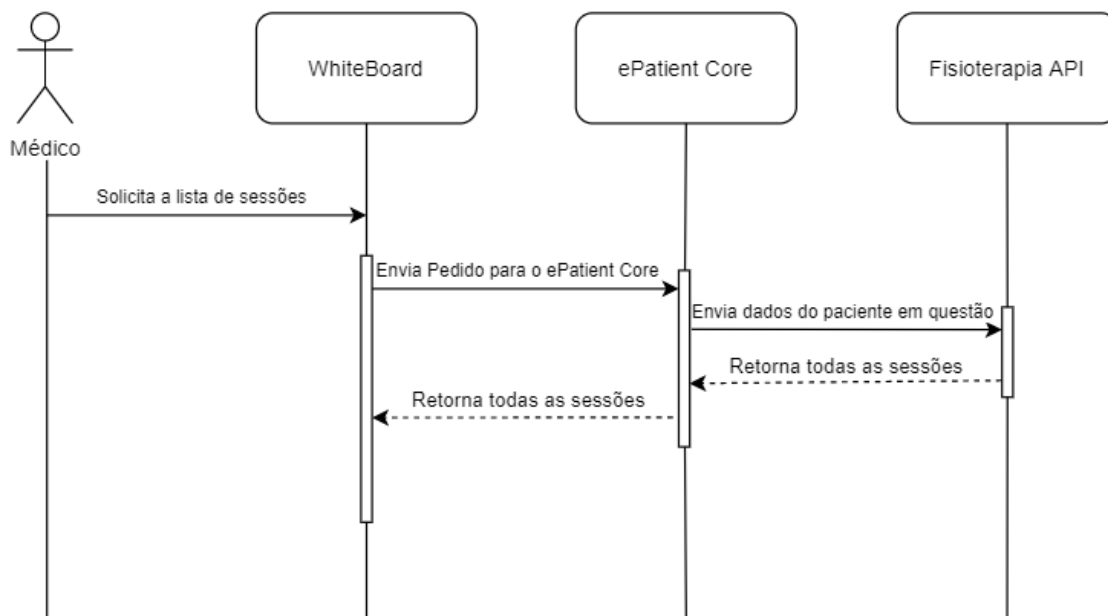 WhiteBoard
ePatient Core
Fisioterapia API
Médico
Solicita a lista de sessões
Envia Pedido para o ePatient Core
Envia dados do paciente em questão
Retorna todas as sessões
Retorna todas as sessões